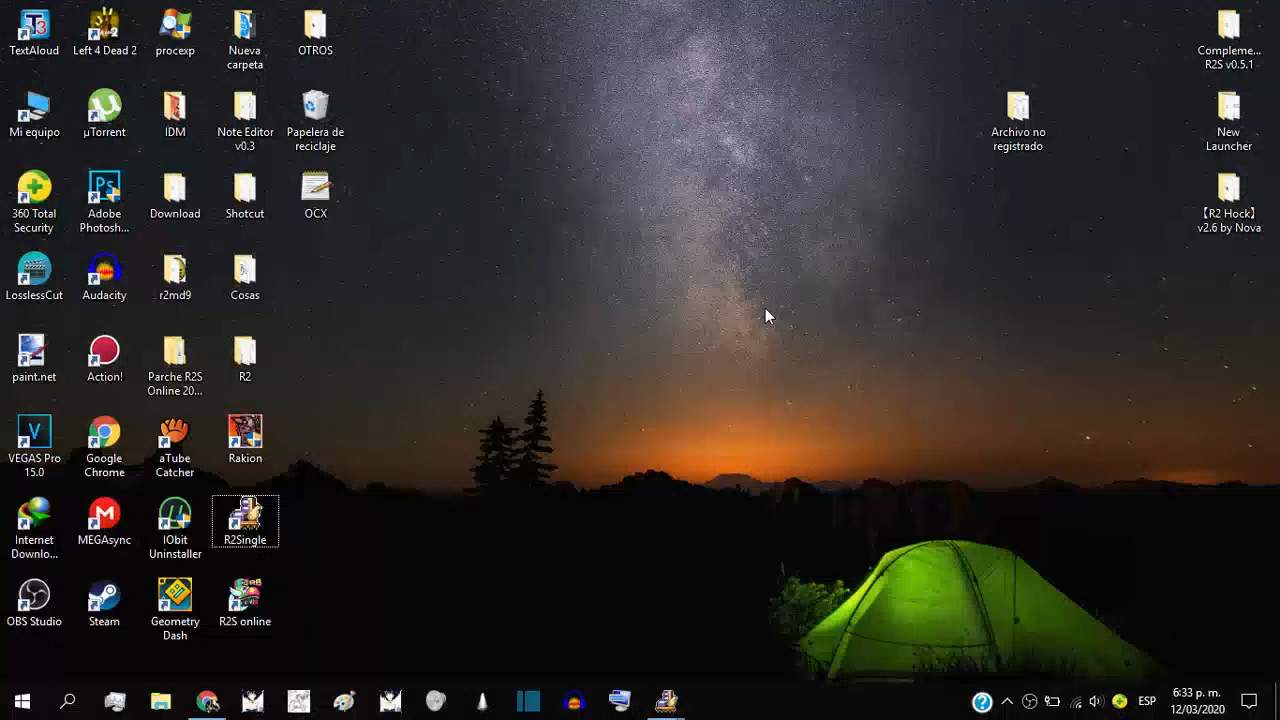 TextAloud
Left 4 Dead 2
procexp
Nueva
carpeta
OTROS
Mi equipo
µTorrent
IDM
Note Editor
v0.3
Papelera de
reciclaje
360 Total
Security
Adobe
Photosh...
Download
Shotcut
OCX
LosslessCut
Audacity
r2md9
Cosas
paint.net
Action!
Parche R2S
Online 20...
R2
VEGAS Pro
15.0
Google
Chrome
aTube
Catcher
Rakion
Internet
Downlo...
MEGAsync
IObit
Uninstaller
R2Single
OBS Studio
Steam
Geometry
Dash
R2S online
Archivo no
registrado
Compleme...
R2S v0.5.1
New
Launcher
【R2 Hock】
v2.6 by Nova
ESP
6:33 p. m.
12/03/2020